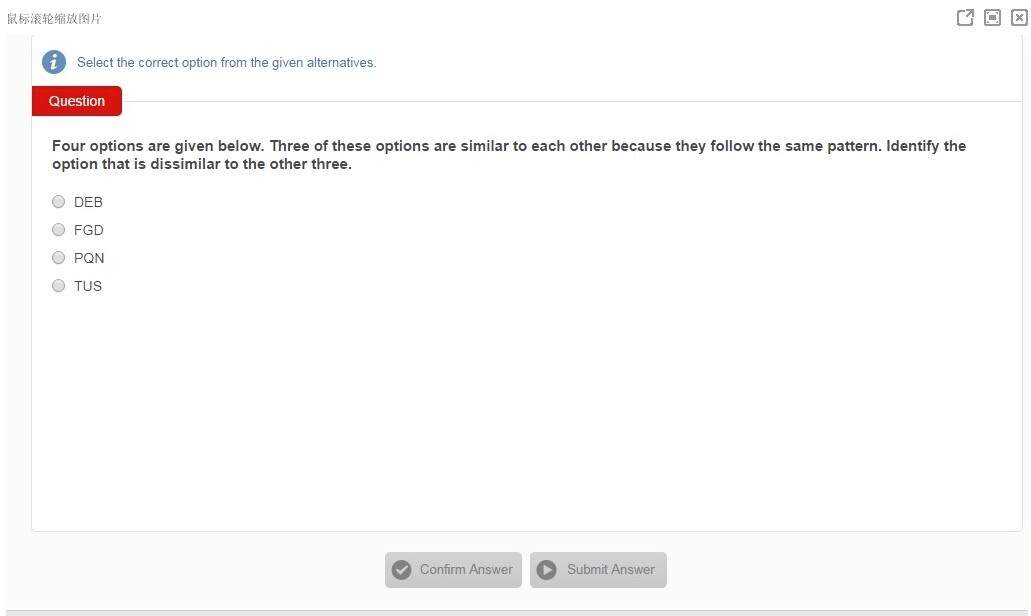 鼠标滚轮缩放图片
Select the correct option from the given alternatives.
Question
Four options are given below. Three of these options are similar to each other because they follow the same pattern. Identify the
option that is dissimilar to the other three.
DEB
FGD
PQN
TUS
Confirm Answer
Submit Answer